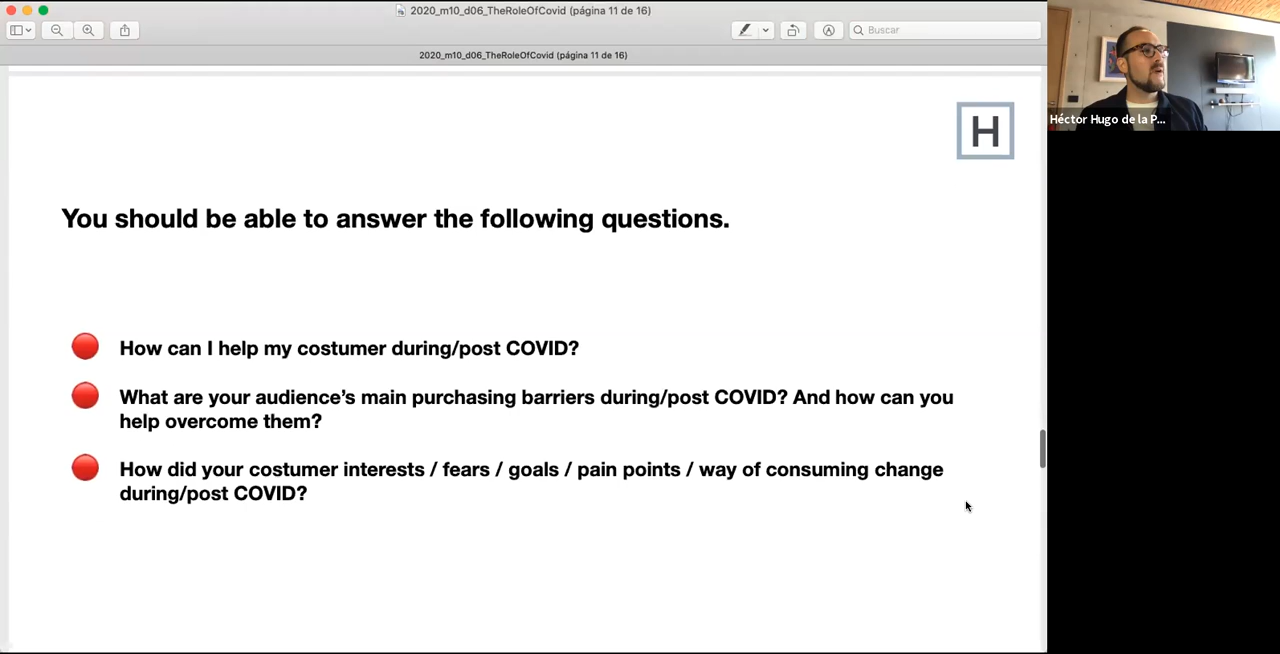 2020_m10_d06_TheRoleOfCovid (página 11 de 16)
Buscar
2020_m10_d06_TheRoleOfCovid (página 11 de 16)
Héctor Hugo de la P...
H
You should be able to answer the following questions.
How can I help my costumer during/post COVID?
What are your audience’s main purchasing barriers during/post COVID? And how can you
help overcome them?
How did your costumer interests / fears / goals / pain points / way of consuming change
during/post COVID?